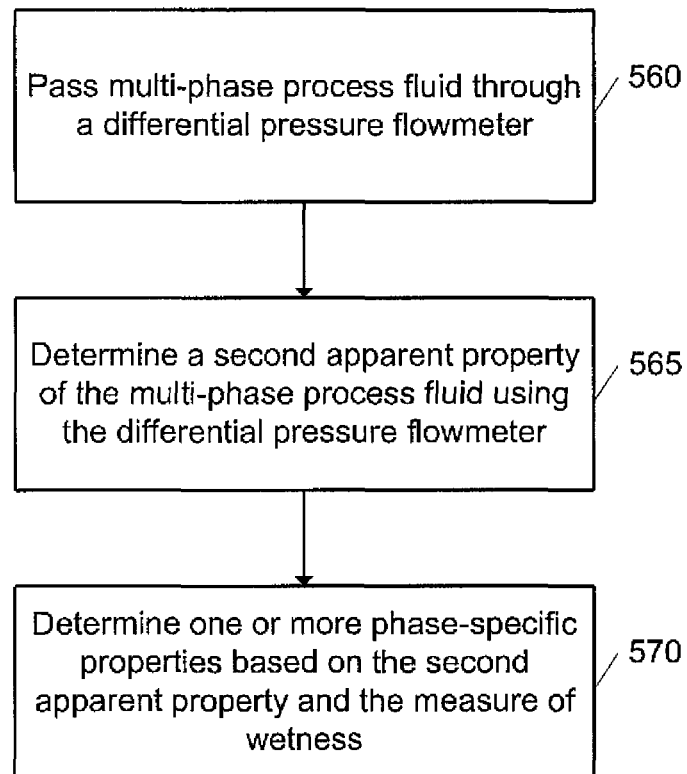 Pass multi-phase process fluid through
a differential pressure flowmeter
560
Determine a second apparent property
of the multi-phase process fluid using
the differential pressure flowmeter
565
Determine one or more phase-specific
properties based on the second
apparent property and the measure of
wetness
570